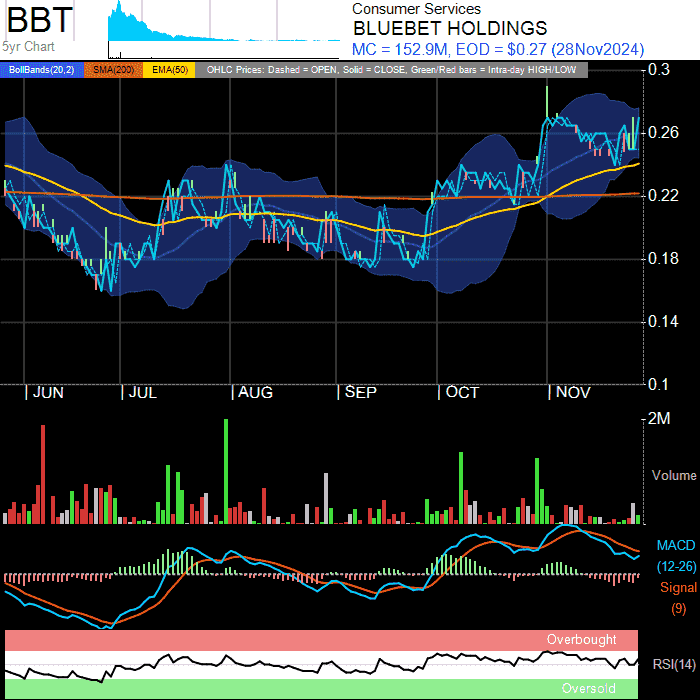 BBT
5yr Chart
Consumer Services
BLUEBET HOLDINGS
MC = 152.9M, EOD = $0.27 (28Nov2024)
BollBands(20,2) SMA(200) EMA(50) OHLC Prices: Dashed = OPEN, Solid = CLOSE, Green/Red bars = Intra-day HIGH/LOW
0.3
0.26
0.22
0.18
0.14
0.1
JUN JUL AUG SEP OCT NOV
2M
Volume
MACD
(12-26)
Signal
(9)
Overbought
RSI(14)
Oversold